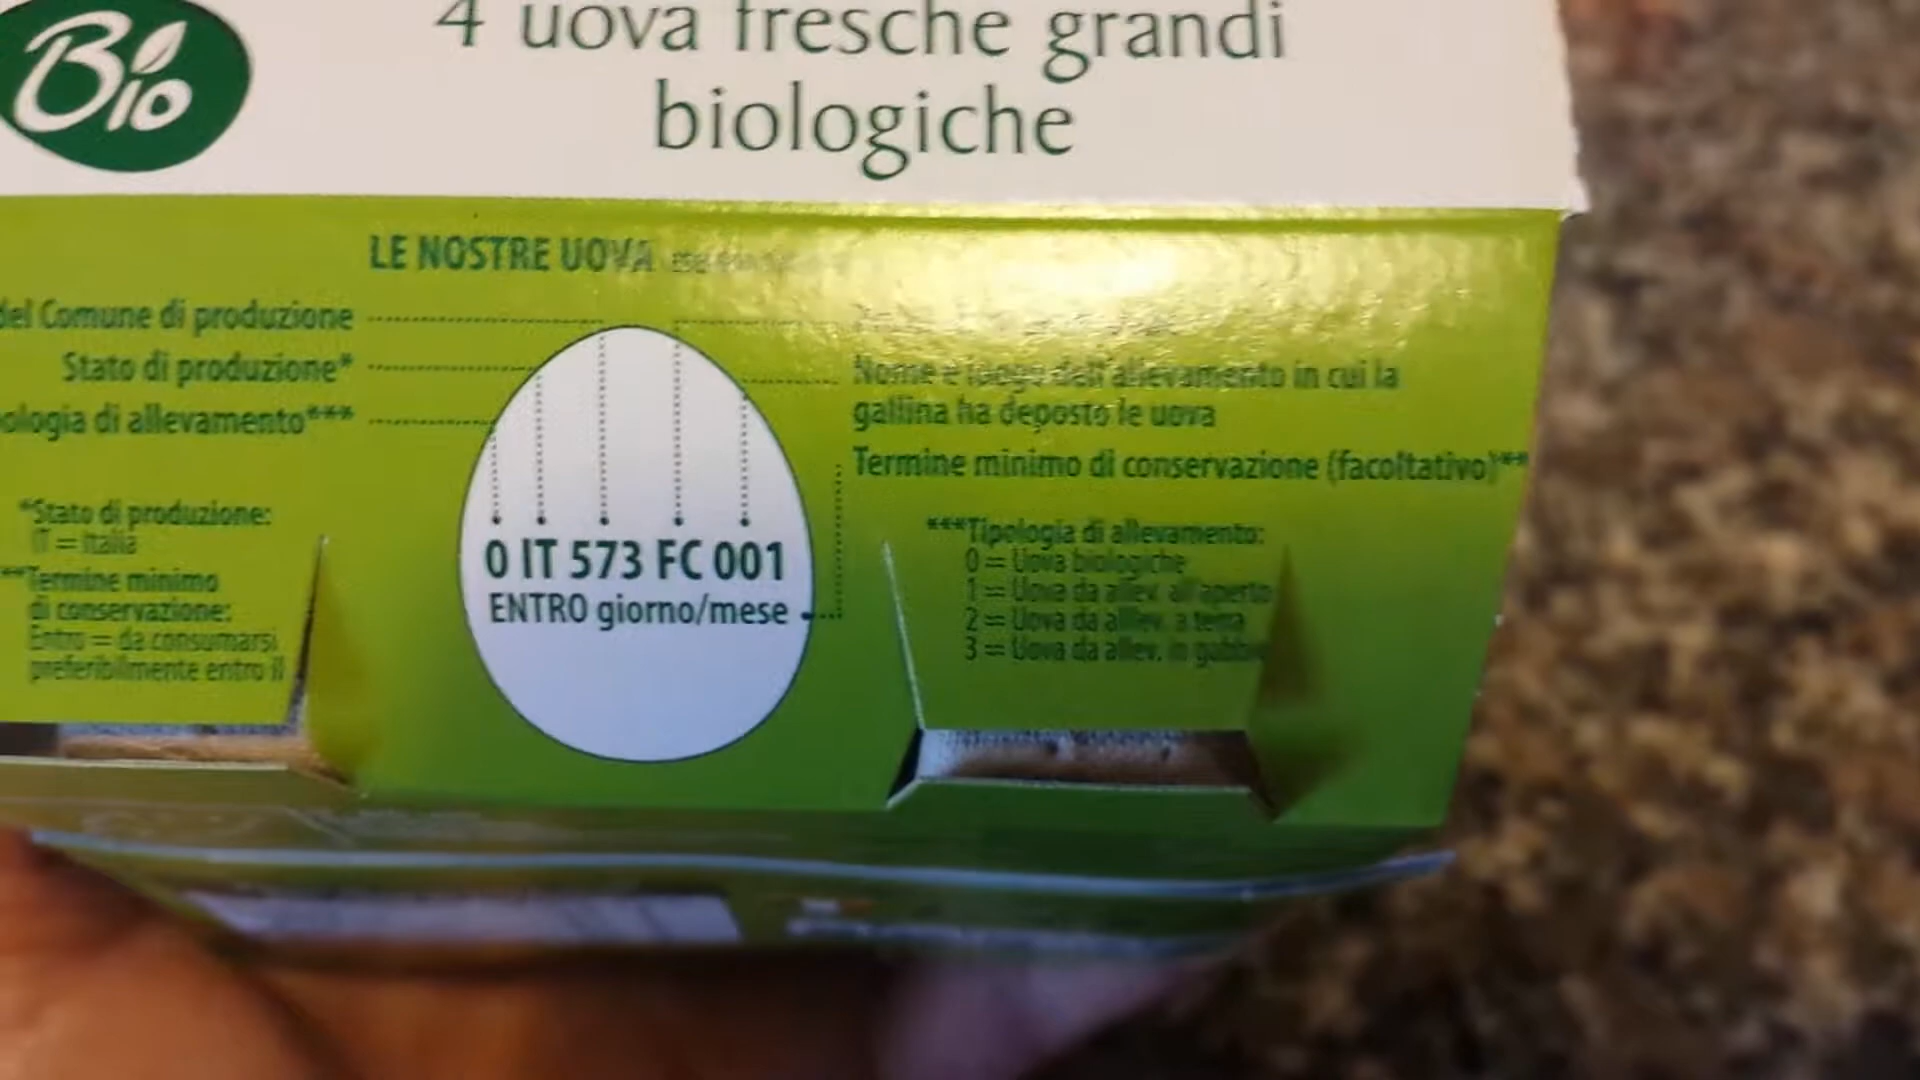 Bio
4 uova fresche grandi
biologiche
LE NOSTRE UOVA
del Comune di produzione
Stato di produzione*
ologia di allevamento***
Nome e luogo dell'allevamento in cui la
gallina ha deposto le uova
Termine minimo di conservazione (facoltativo)**
*Stato di produzione:
IT = Italia
**Termine minimo
di conservazione:
Entro = da consumarsi
preferibilmente entro il
0 IT 573 FC 001
ENTRO giorno/mese
***Tipologia di allevamento:
0 = Uova biologiche
1 = Uova da allev. all'aperto
2 = Uova da allev. a terra
3 = Uova da allev. in gabbie